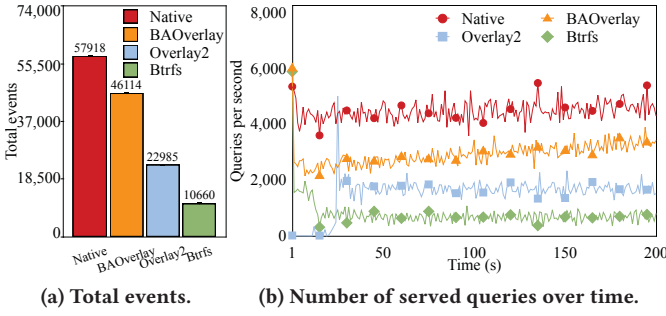 74,000
55,500
37,000
18,500
0
Total events
57918
46114
22985
10660
Native
BAOverlay
Overlay2
Btrfs
Native
BAOverlay
Overlay2
Btrfs
(a) Total events.
8,000
6,000
4,000
2,000
0
Queries per second
Native
BAOverlay
Overlay2
Btrfs
1
50
100
150
200
Time (s)
(b) Number of served queries over time.